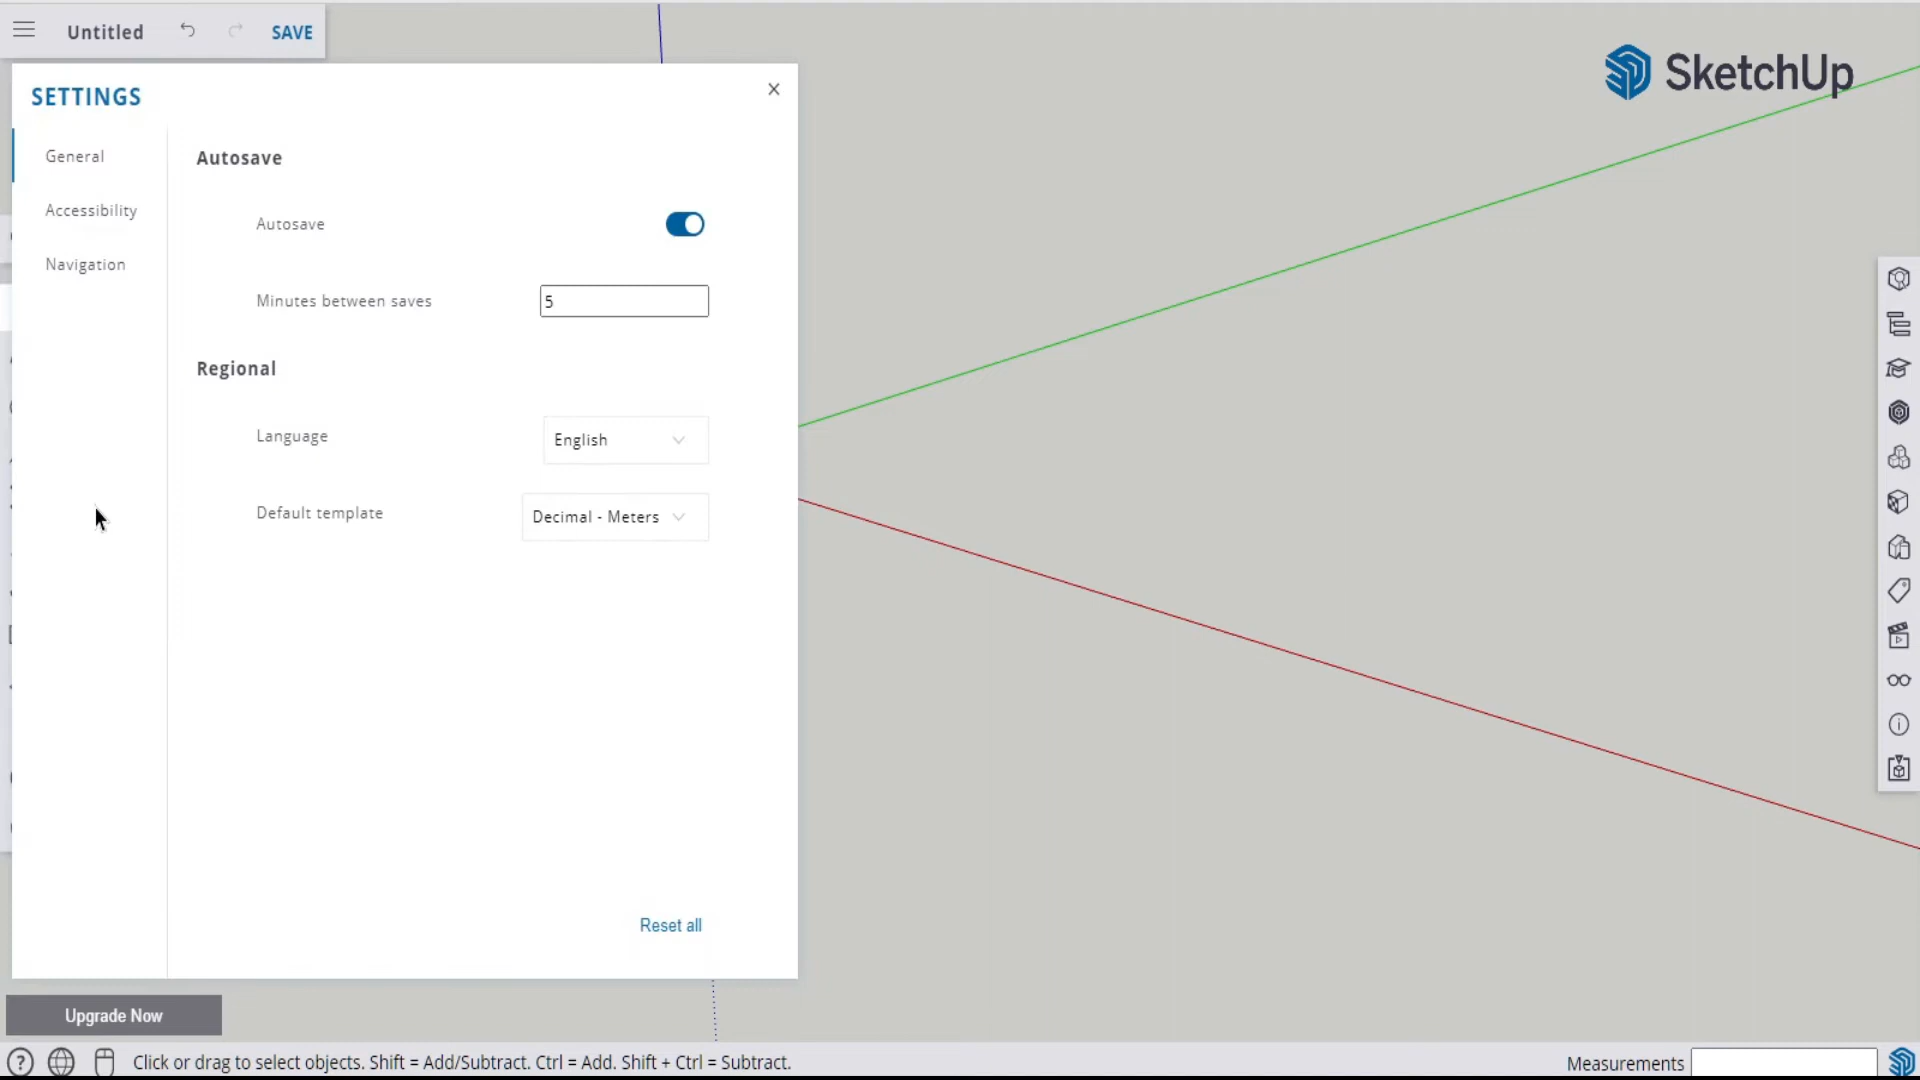 Untitled
SAVE
SketchUp
SETTINGS
General
Accessibility
Navigation
Autosave
Autosave
Minutes between saves
5
Regional
Language
English
Default template
Decimal - Meters
Reset all
Upgrade Now
Click or drag to select objects. Shift = Add/Subtract. Ctrl = Add. Shift + Ctrl = Subtract.
Measurements